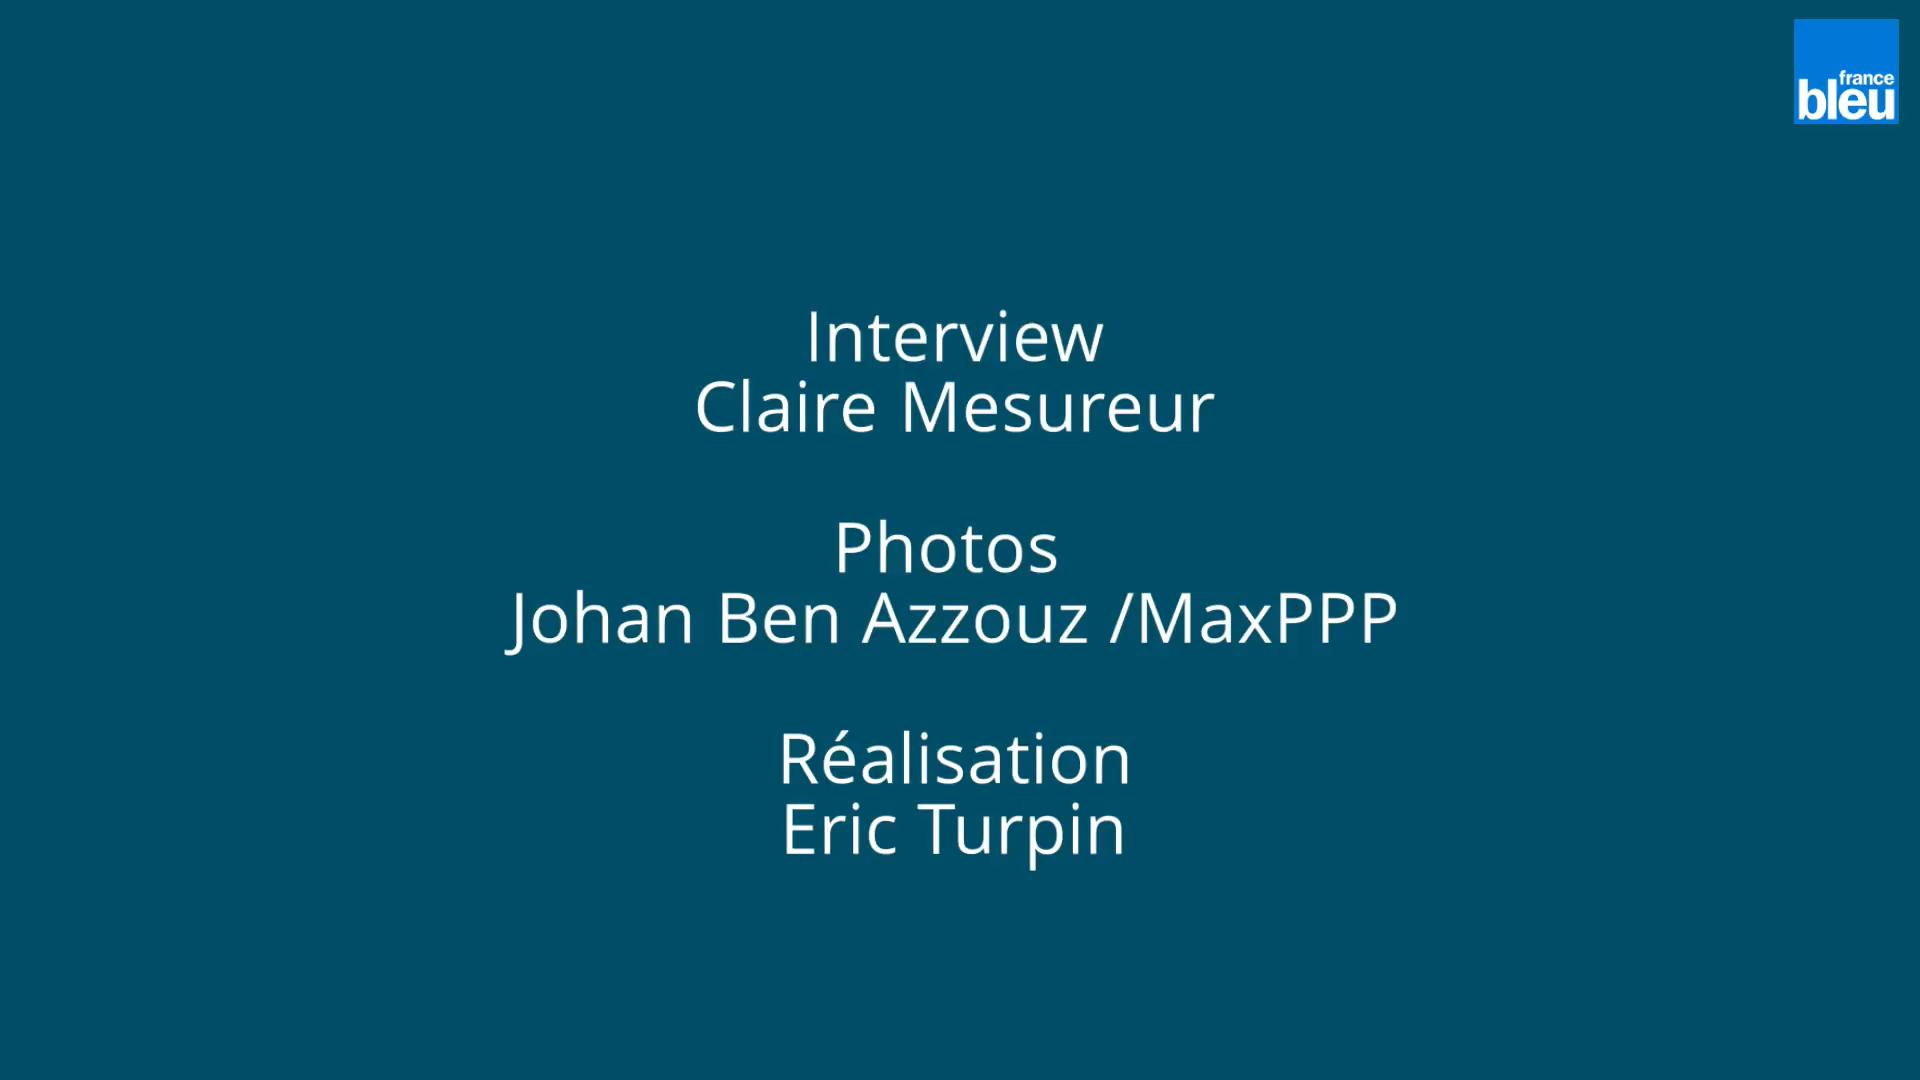 france
bleu
Interview
Claire Mesureur
Photos
Johan Ben Azzouz /MaxPPP
Réalisation
Eric Turpin